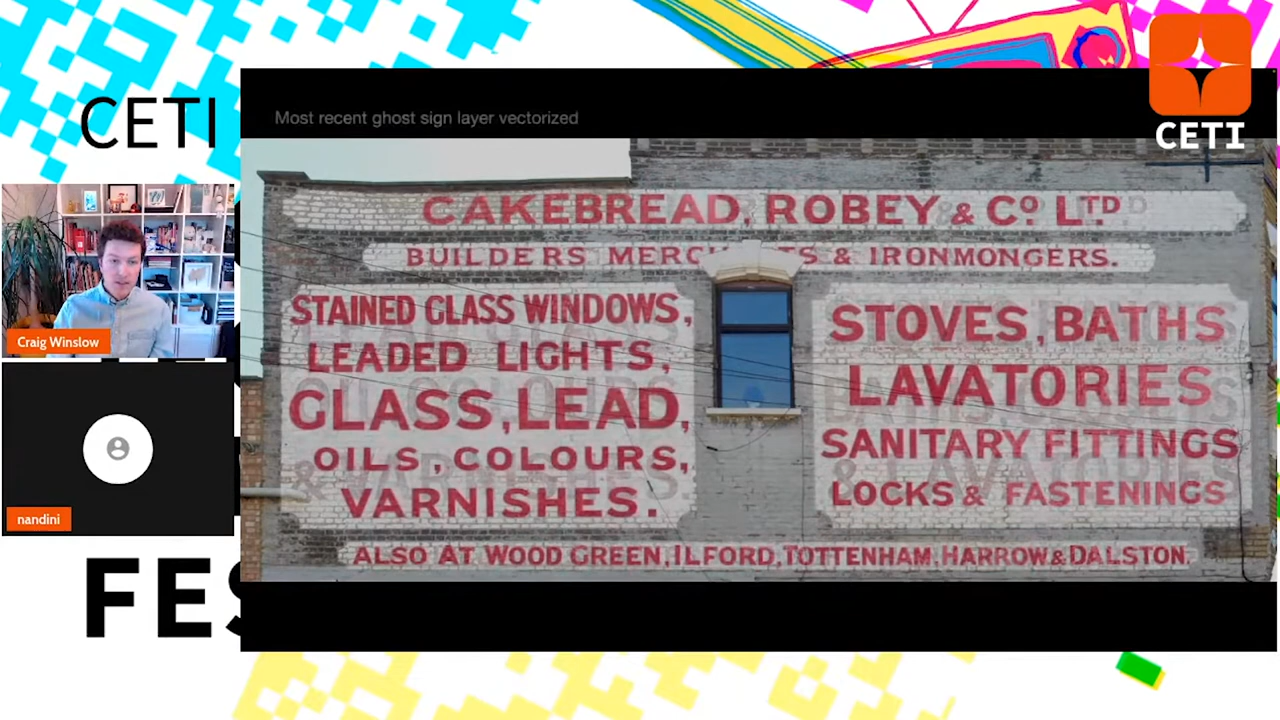 CETI
Most recent ghost sign layer vectorized
CETI
CAKEBREAD, ROBEY & Cº LTD
BUILDERS MERCHANTS & IRONMONGERS.
STAINED GLASS WINDOWS,
LEADED LIGHTS,
GLASS, LEAD,
OILS, COLOURS,
VARNISHES.
STOVES, BATHS
LAVATORIES
SANITARY FITTINGS
LOCKS & FASTENINGS
ALSO AT WOOD GREEN, ILFORD, TOTTENHAM, HARROW & DALSTON.
Craig Winslow
nandini
FES